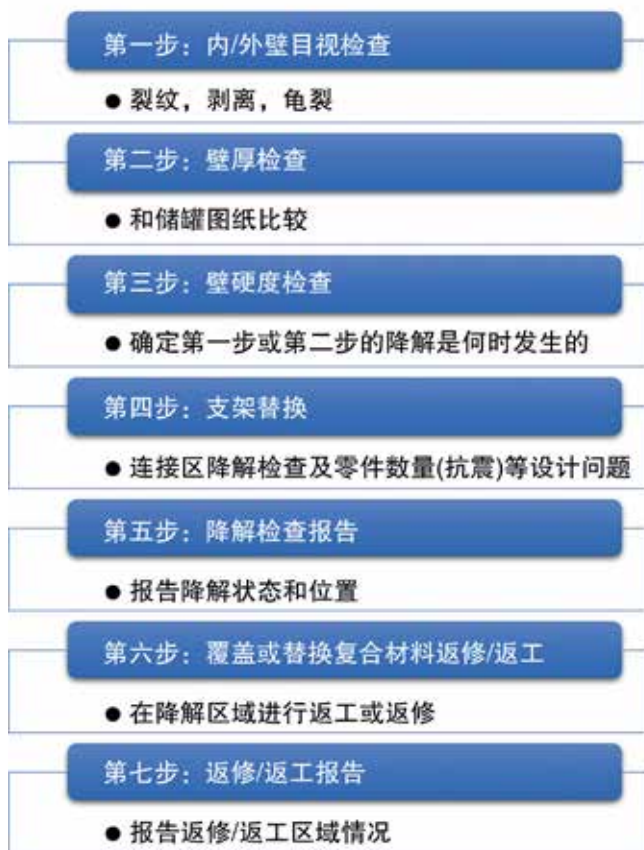 第一步：内/外壁目视检查
● 裂纹，剥离，龟裂
第二步：壁厚检查
● 和储罐图纸比较
第三步：壁硬度检查
● 确定第一步或第二步的降解是何时发生的
第四步：支架替换
● 连接区降解检查及零件数量(抗震)等设计问题
第五步：降解检查报告
● 报告降解状态和位置
第六步：覆盖或替换复合材料返修/返工
● 在降解区域进行返工或返修
第七步：返修/返工报告
● 报告返修/返工区域情况